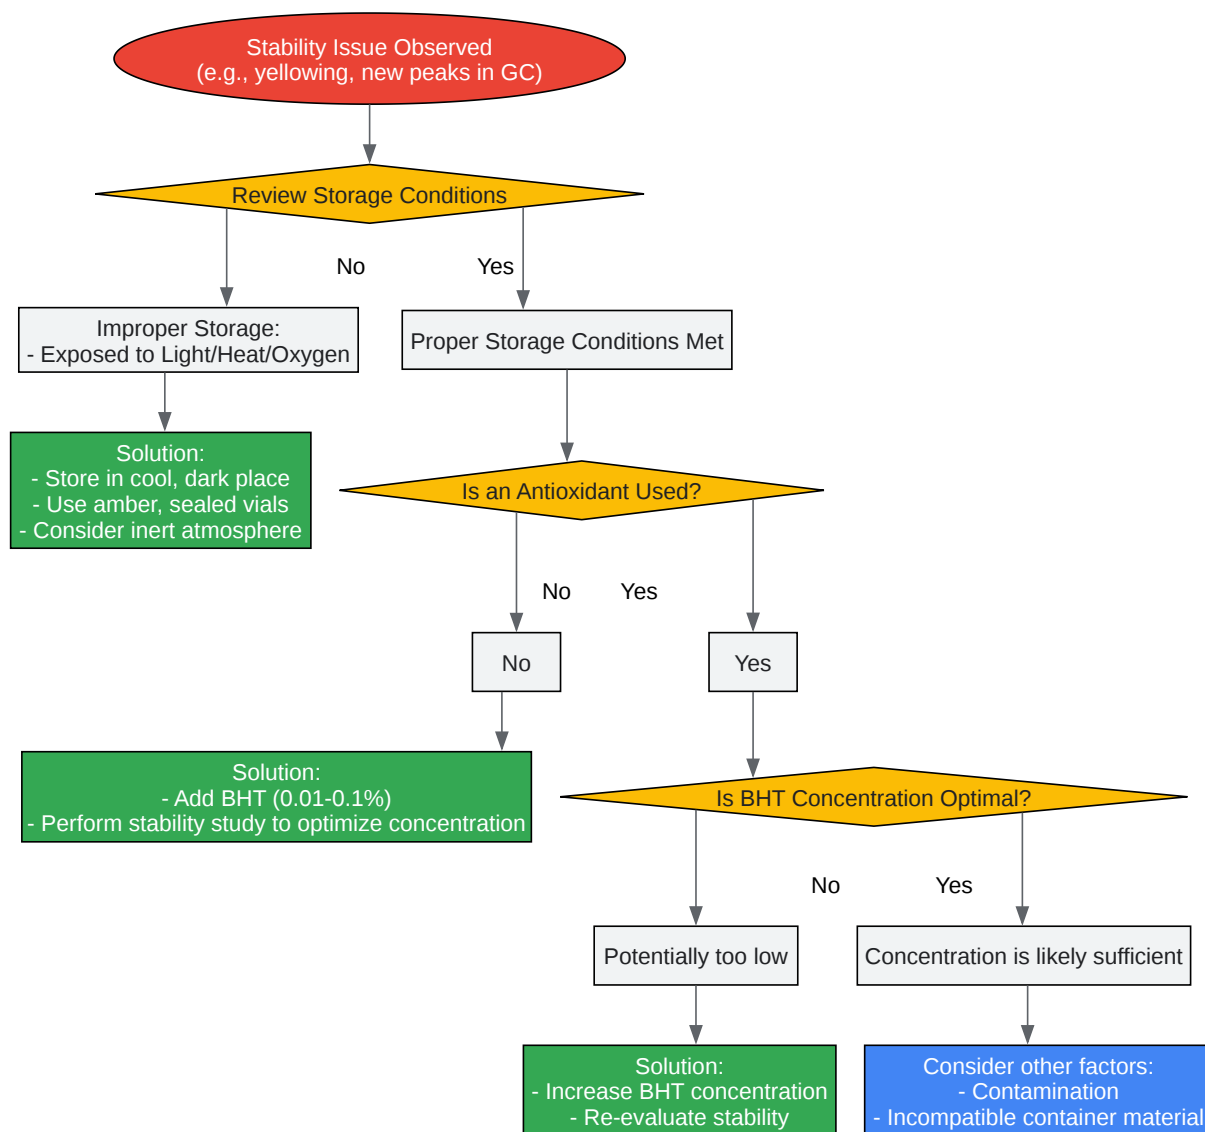 Stability Issue Observed
(e.g., yellowing, new peaks in GC)
Review Storage Conditions
No
Yes
Improper Storage:
- Exposed to Light/Heat/Oxygen
Proper Storage Conditions Met
Solution:
- Store in cool, dark place
- Use amber, sealed vials
- Consider inert atmosphere
Is an Antioxidant Used?
No
Yes
No
Yes
Solution:
- Add BHT (0.01-0.1%)
- Perform stability study to optimize concentration
Is BHT Concentration Optimal?
No
Yes
Potentially too low
Concentration is likely sufficient
Solution:
- Increase BHT concentration
- Re-evaluate stability
Consider other factors:
- Contamination
- Incompatible container material